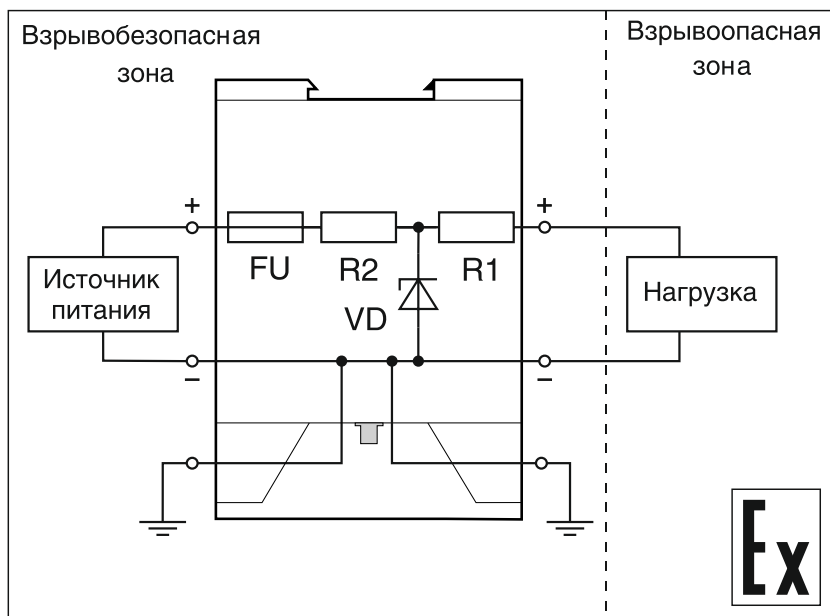 Взрывобезопасная
зона
Взрывоопасная
зона
+
+
FU
R2
R1
Источник
питания
VD
Нагрузка
–
–
Ex